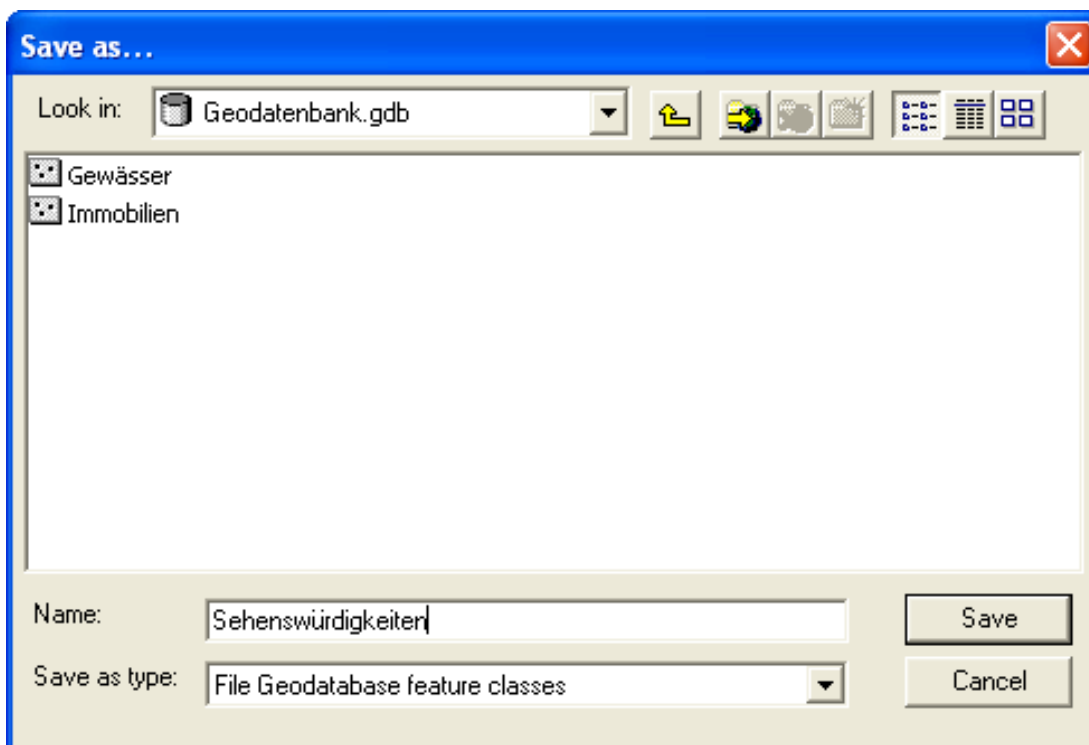 Save as...
Look in: Geodatenbank.gdb
Gewässer
Immobilien
Name: Sehenswürdigkeiten Save
Save as type: File Geodatabase feature classes Cancel